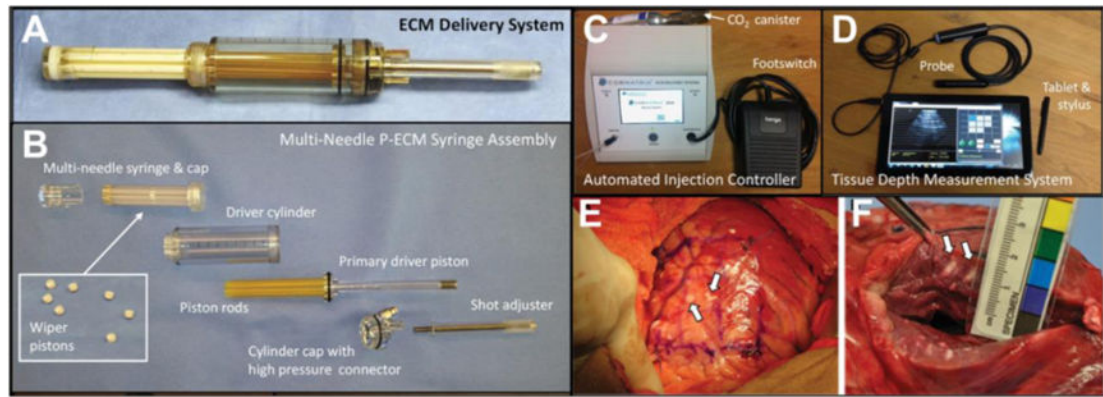 A
ECM Delivery System
B
Multi-Needle P-ECM Syringe Assembly
Multi-needle syringe & cap
Driver cylinder
Primary driver piston
Piston rods
Shot adjuster
Wiper
pistons
Cylinder cap with
high pressure connector
C
CO₂ canister
Footswitch
Automated Injection Controller
D
Probe
Tablet &
stylus
Tissue Depth Measurement System
E
F
SPECIMEN